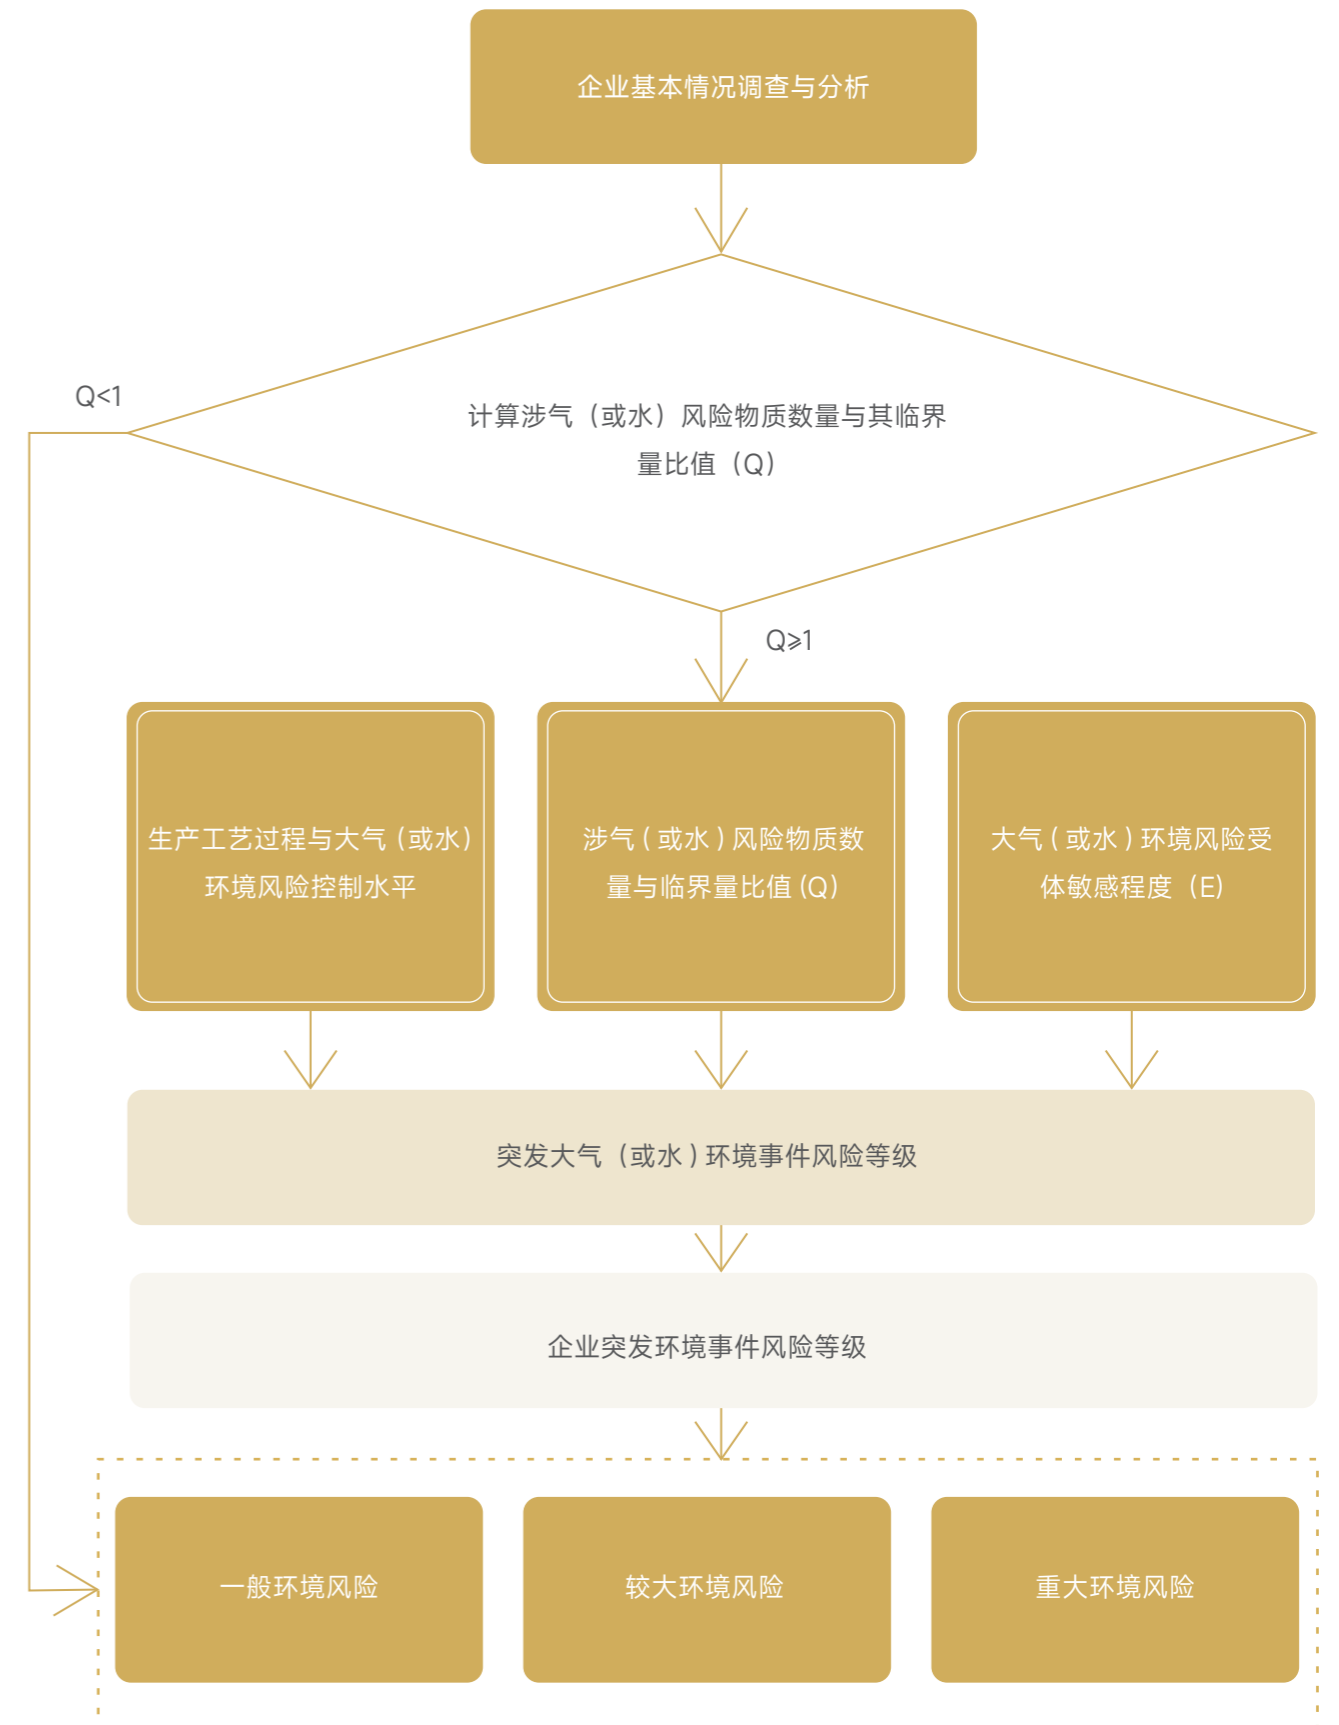 企业基本情况调查与分析
Q<1
计算涉气（或水）风险物质数量与其临界
量比值（Q）
Q⩾1
生产工艺过程与大气（或水）
环境风险控制水平
涉气（或水）风险物质数
量与临界量比值(Q)
大气（或水）环境风险受
体敏感程度（E）
突发大气（或水）环境事件风险等级
企业突发环境事件风险等级
一般环境风险
较大环境风险
重大环境风险